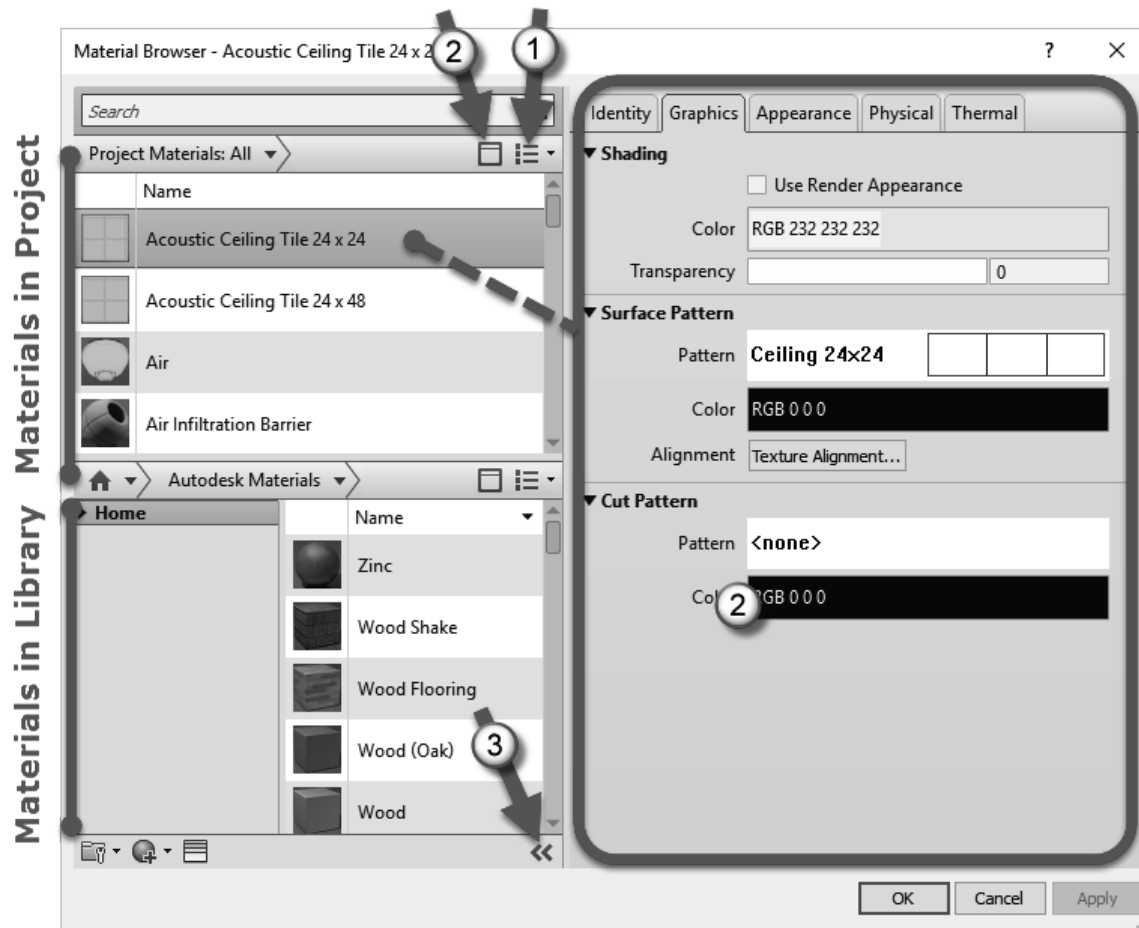 2
1
Material Browser - Acoustic Ceiling Tile 24 x 2
?
Search
Project Materials: All
Name
Acoustic Ceiling Tile 24 x 24
Acoustic Ceiling Tile 24 x 48
Air
Air Infiltration Barrier
Materials in Project
Autodesk Materials
Home
Name
Zinc
Wood Shake
Wood Flooring
Wood (Oak)
Wood
3
Materials in Library
Identity Graphics Appearance Physical Thermal
Shading
Use Render Appearance
Color RGB 232 232 232
Transparency 0
Surface Pattern
Pattern Ceiling 24x24
Color RGB 0 0 0
Alignment Texture Alignment...
Cut Pattern
Pattern <none>
2
OK Cancel Apply